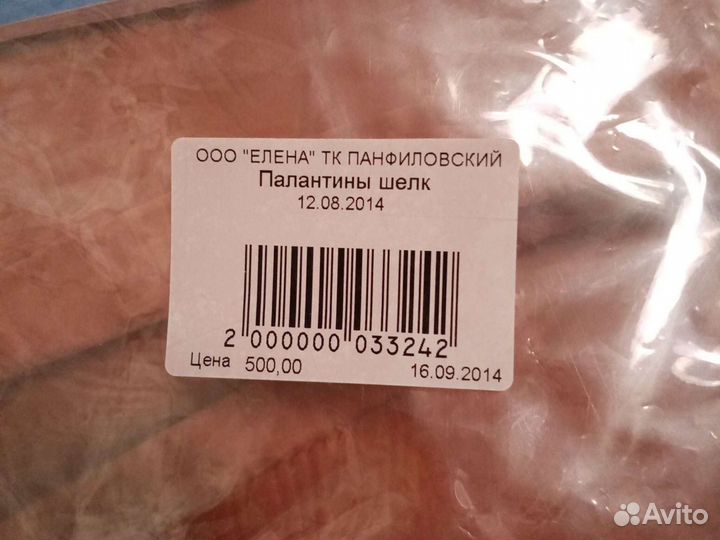 ООО "ЕЛЕНА" ТК ПАНФИЛОВСКИЙ
Палантины шелк
12.08.2014
2 000000 033242
Цена 500,00 16.09.2014
Avito